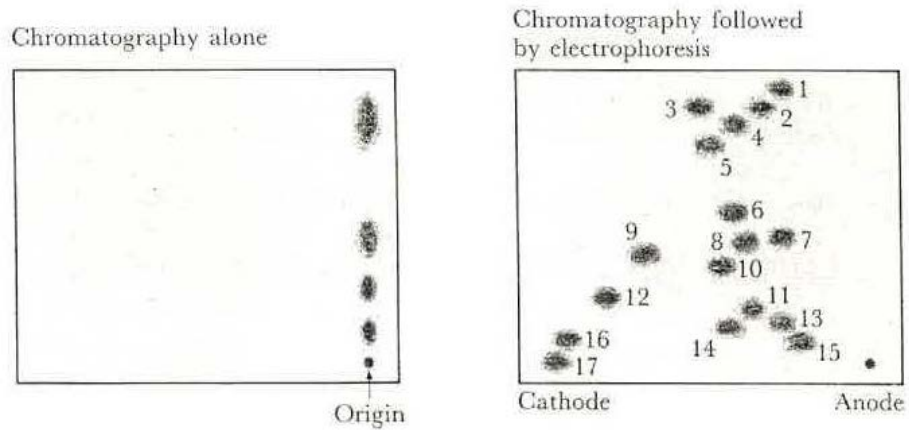 Chromatography alone
Origin
Chromatography followed
by electrophoresis
1
2
3
4
5
6
7
8
9
10
11
12
13
14
15
16
17
Cathode
Anode